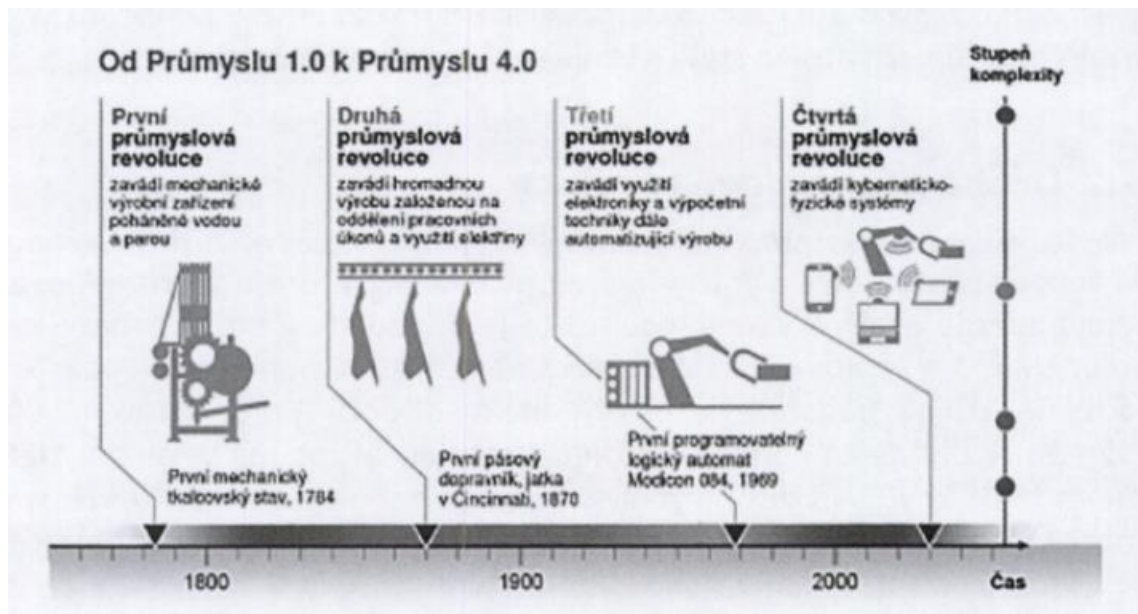 Od Průmyslu 1.0 k Průmyslu 4.0
Stupeň
komplexity
První
průmyslová
revoluce
zavádí mechanické
výrobní zařízení
poháněné vodou
a parou
Druhá
průmyslová
revoluce
zavádí hromadnou
výrobu založenou na
oddělení pracovních
úkonů a využití elektřiny
Třetí
průmyslová
revoluce
zavádí využití
elektroniky a výpočetní
techniky dále
automatizující výrobu
Čtvrtá
průmyslová
revoluce
zavádí kyberneticko-
fyzické systémy
První mechanický
tkalcovský stav, 1784
První pásový
dopravník, jatka
v Cincinnati, 1870
První programovatelný
logický automat
Modicon 084, 1969
1800
1900
2000
Čas